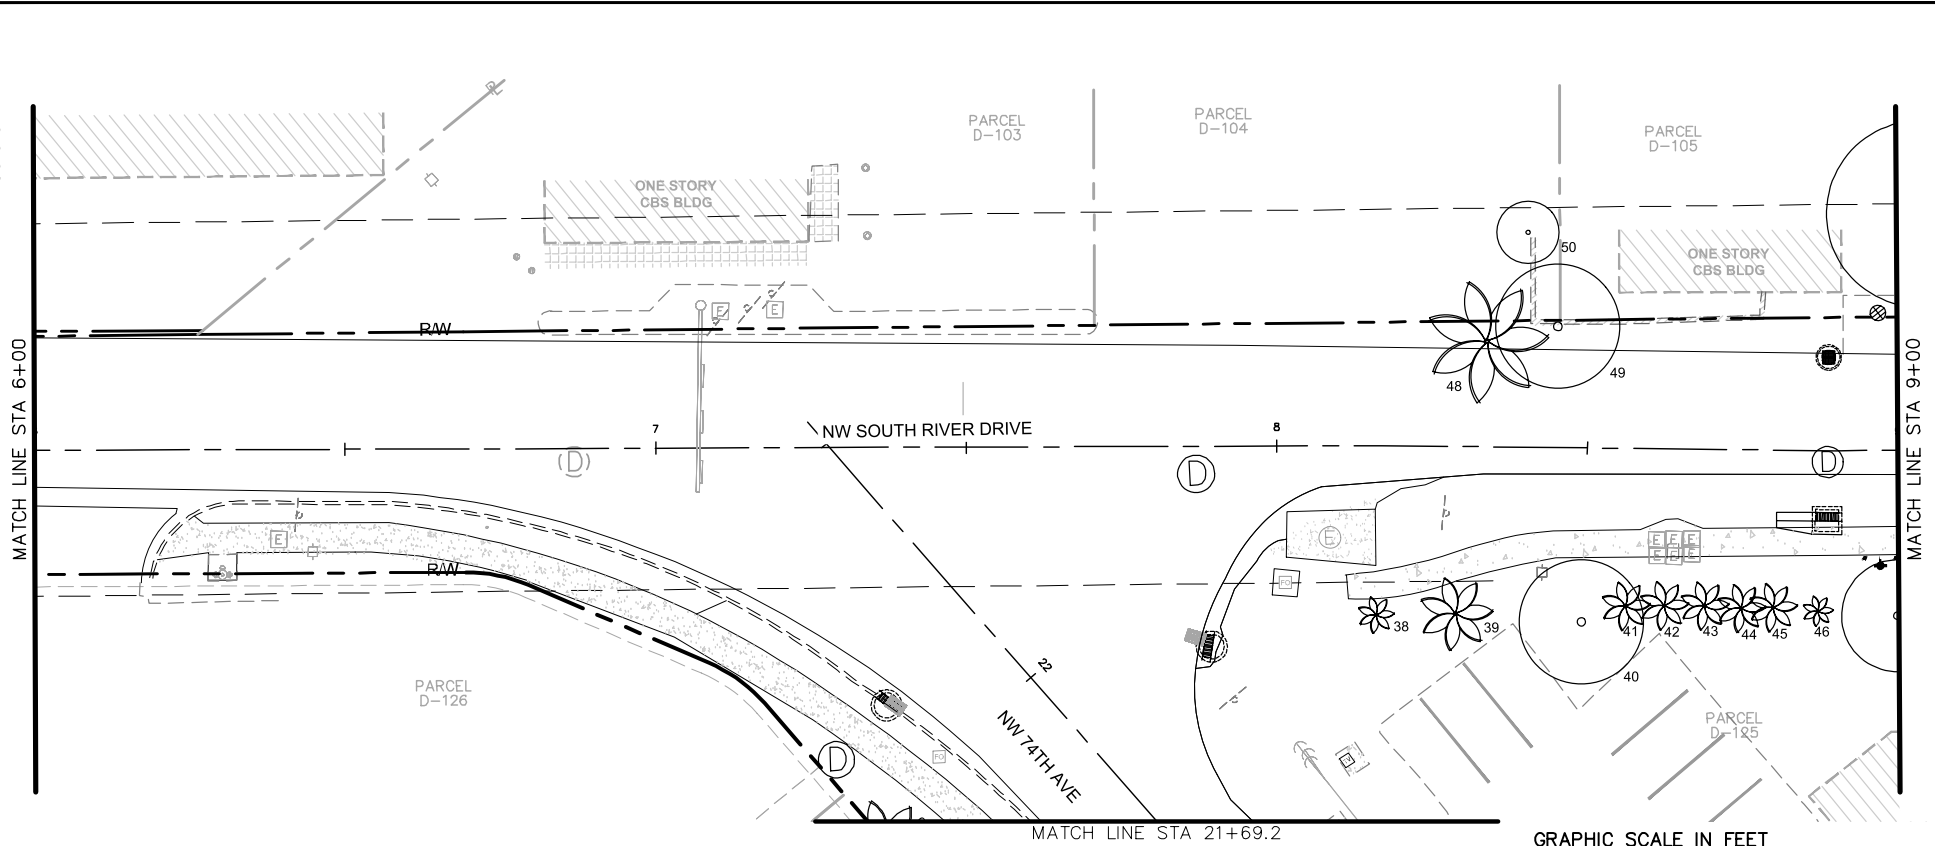 PL
PARCEL
D-103
PARCEL
D-104
PARCEL
D-105
ONE STORY
CBS BLDG
ONE STORY
CBS BLDG
50
E
E
R/W
49
48
MATCH LINE STA 6+00
MATCH LINE STA 9+00
7
NW SOUTH RIVER DRIVE
8
(D)
D
D
E
E
E E E
E E E
R/W
FO
38
39
41
42
43
44
45
46
40
22
PARCEL
D-126
NW 74TH AVE
PARCEL
D-125
D
FO
MATCH LINE STA 21+69.2
GRAPHIC SCALE IN FEET